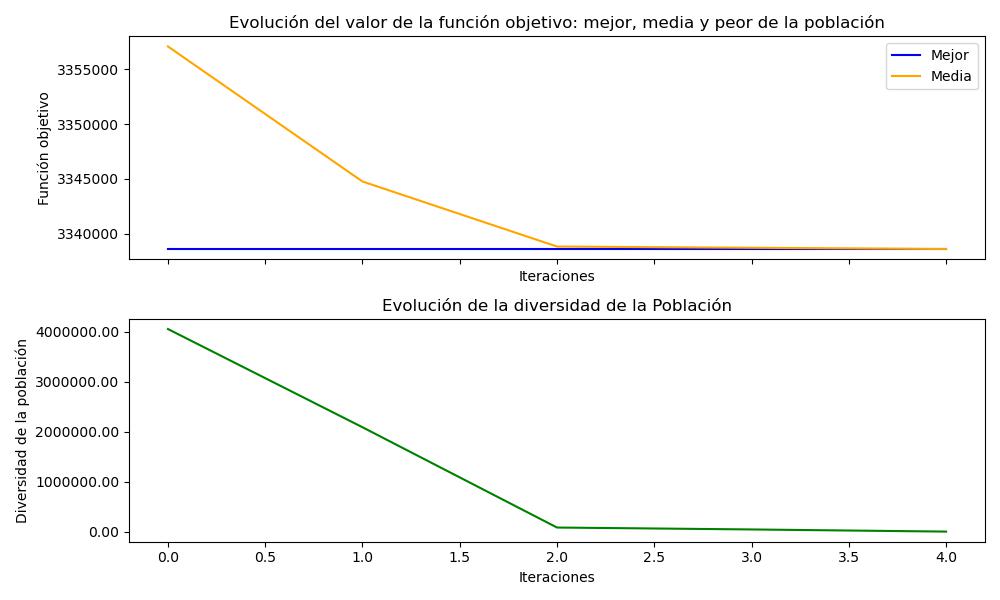 Evolución del valor de la función objetivo: mejor, media y peor de la población
Función objetivo
3355000
3350000
3345000
3340000
Mejor
Media
Iteraciones
Evolución de la diversidad de la Población
Diversidad de la población
4000000.00
3000000.00
2000000.00
1000000.00
0.00
0.0 0.5 1.0 1.5 2.0 2.5 3.0 3.5 4.0
Iteraciones